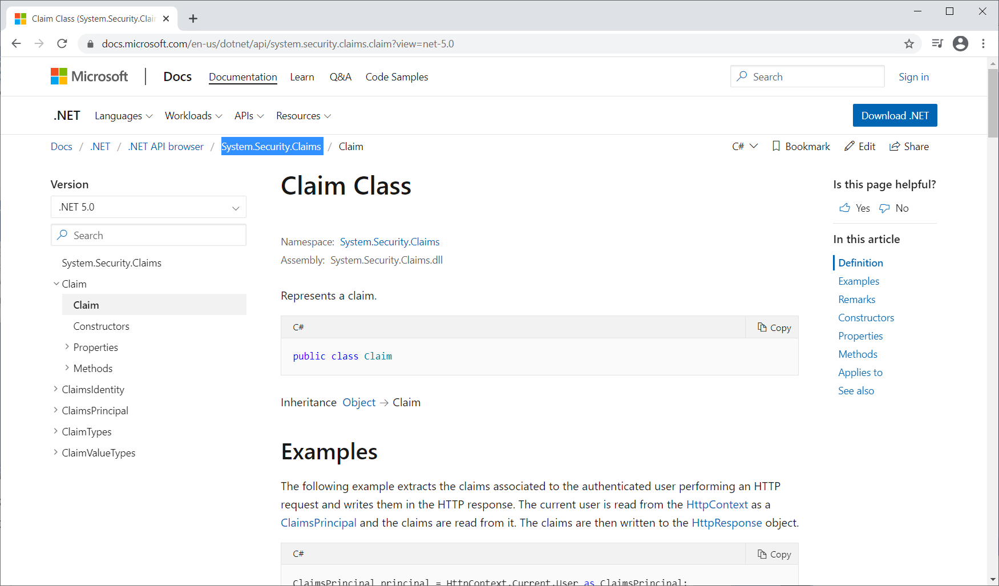 Claim Class (System.Security.Clai
docs.microsoft.com/en-us/dotnet/api/system.security.claims.claim?view=net-5.0
Microsoft Docs Documentation Learn Q&A Code Samples Search Sign in
.NET Languages Workloads APIs Resources Download .NET
Docs / .NET / .NET API browser / System.Security.Claims / Claim C# Bookmark Edit Share
Version
.NET 5.0
Search
System.Security.Claims
Claim
Claim
Constructors
Properties
Methods
ClaimsIdentity
ClaimsPrincipal
ClaimTypes
ClaimValueTypes
Claim Class
Namespace: System.Security.Claims
Assembly: System.Security.Claims.dll
Represents a claim.
C# Copy
public class Claim
Inheritance Object → Claim
Examples
The following example extracts the claims associated to the authenticated user performing an HTTP
request and writes them in the HTTP response. The current user is read from the HttpContext as a
ClaimsPrincipal and the claims are read from it. The claims are then written to the HttpResponse object.
C# Copy
ClaimsPrincipal principal = HttpContext.Current.User as ClaimsPrincipal;
Is this page helpful?
Yes No
In this article
Definition
Examples
Remarks
Constructors
Properties
Methods
Applies to
See also